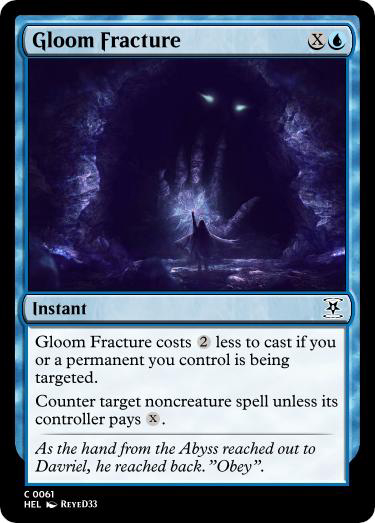 Gloom Fracture X
Instant
Gloom Fracture costs 2 less to cast if you
or a permanent you control is being
targeted.
Counter target noncreature spell unless its
controller pays X.
As the hand from the Abyss reached out to
Davriel, he reached back. "Obey".
C 0061
HEL REYED33